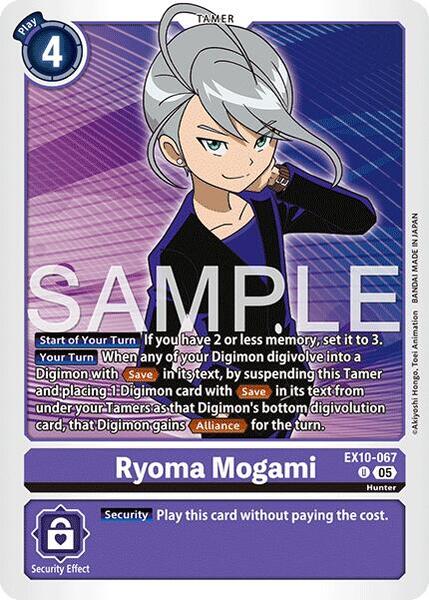 TAMER
Play
4
SAMPLE
Start of Your Turn If you have 2 or less memory, set it to 3.
Your Turn When any of your Digimon digivolve into a
Digimon with Save in its text, by suspending this Tamer
and placing 1 Digimon card with Save in its text from
under your Tamers as that Digimon's bottom digivolution
card, that Digimon gains Alliance for the turn.
©Akiyoshi Hongo, Toei Animation BANDAI MADE IN JAPAN
Ryoma Mogami
EX10-067
U 05
Hunter
Security Play this card without paying the cost.
Security Effect